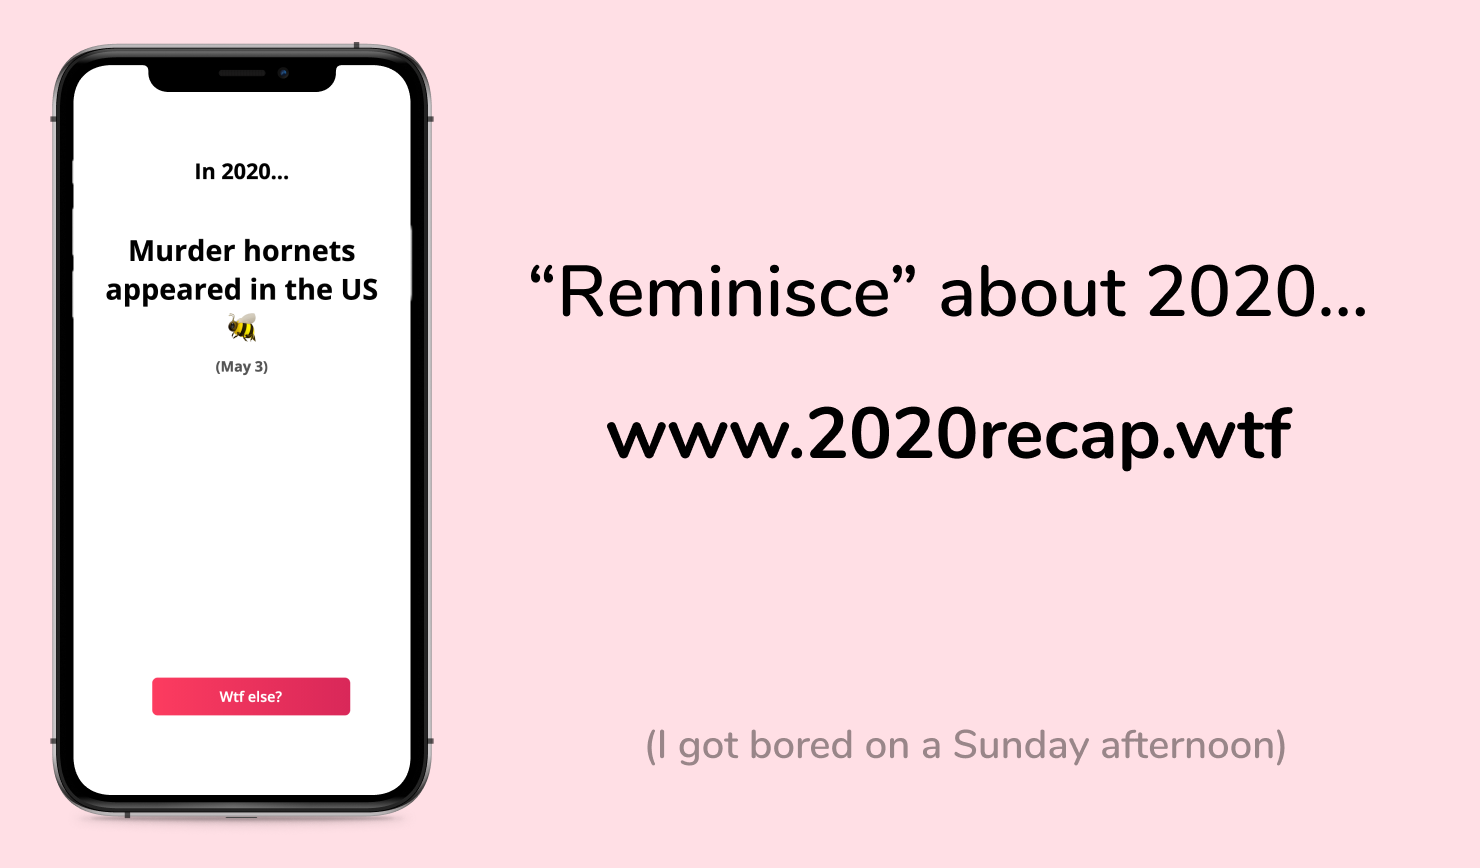 In 2020...
Murder hornets
appeared in the US
🐝
(May 3)
Wtf else?
“Reminisce” about 2020...
www.2020recap.wtf
(I got bored on a Sunday afternoon)